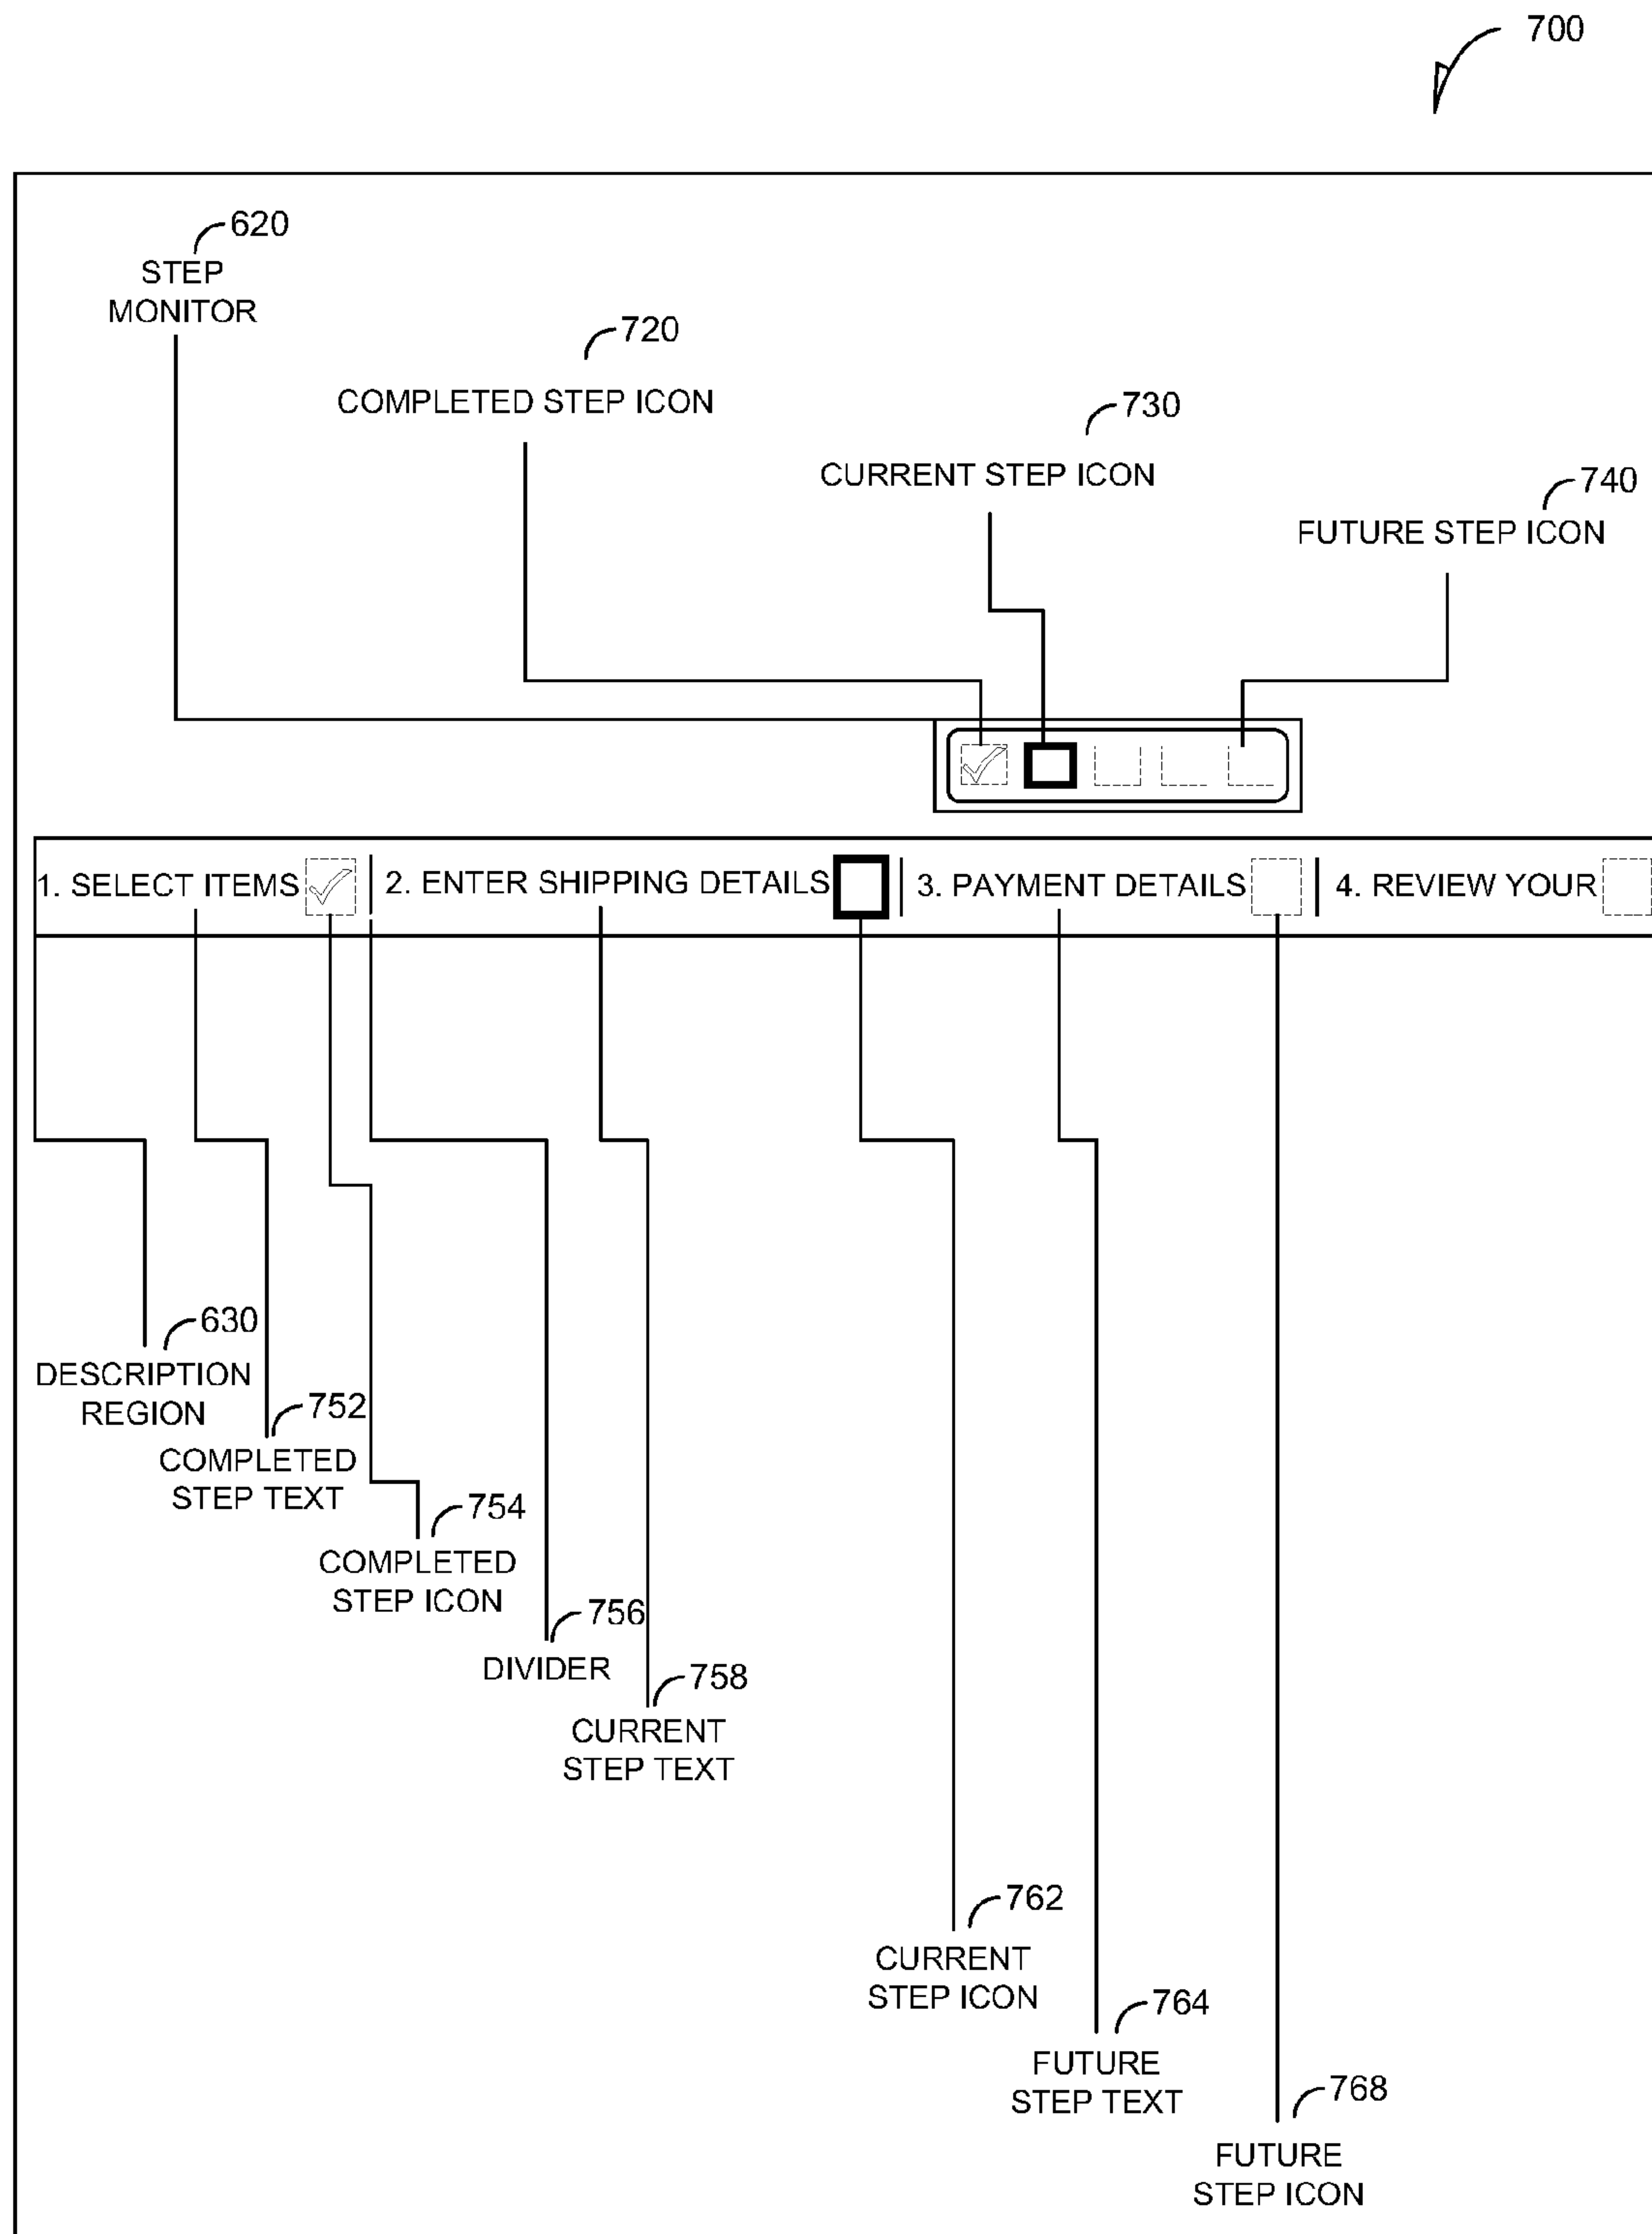 700
620
STEP
MONITOR
720
COMPLETED STEP ICON
730
CURRENT STEP ICON
740
FUTURE STEP ICON
1. SELECT ITEMS
2. ENTER SHIPPING DETAILS
3. PAYMENT DETAILS
4. REVIEW YOUR
630
DESCRIPTION
REGION
752
COMPLETED
STEP TEXT
754
COMPLETED
STEP ICON
756
DIVIDER
758
CURRENT
STEP TEXT
762
CURRENT
STEP ICON
764
FUTURE
STEP TEXT
768
FUTURE
STEP ICON